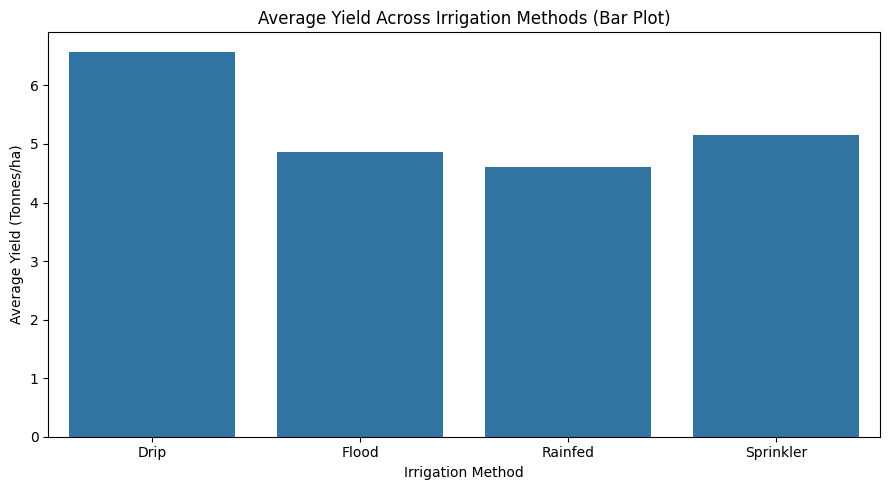 Average Yield Across Irrigation Methods (Bar Plot)
Average Yield (Tonnes/ha)
6
5
4
3
2
1
0
Drip Flood Rainfed Sprinkler
Irrigation Method